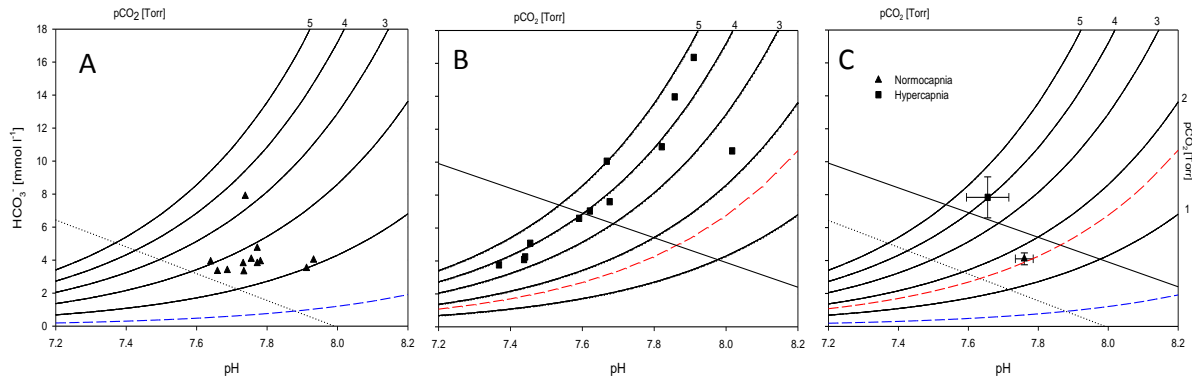 pCO₂ [Torr]
5 4 3
A
18
16
14
12
10
8
6
4
2
0
HCO₃⁻ [mmol l⁻¹]
7.2 7.4 7.6 7.8 8.0 8.2
pH
pCO₂ [Torr]
5 4 3
B
7.2 7.4 7.6 7.8 8.0 8.2
pH
pCO₂ [Torr]
5 4 3
C
Normocapnia
Hypercapnia
2
pCO₂ [Torr]
1
7.2 7.4 7.6 7.8 8.0 8.2
pH